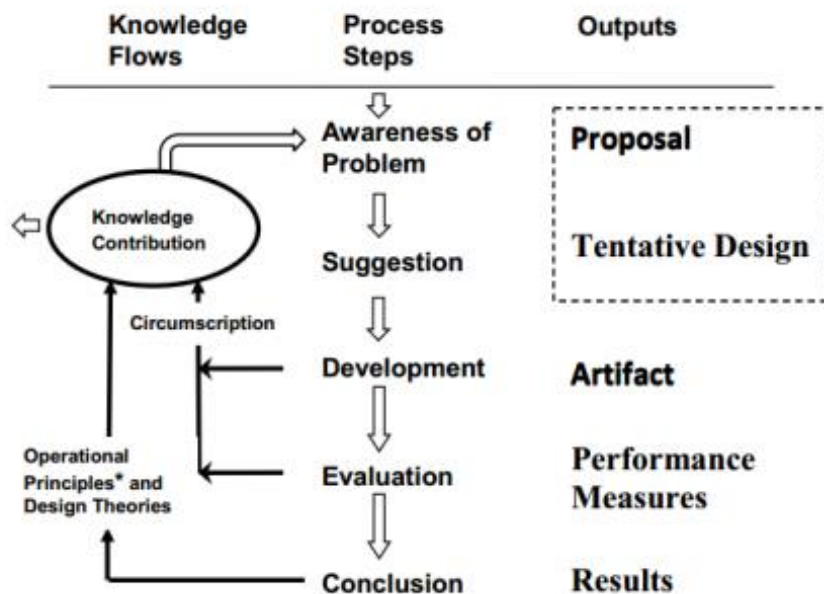 Knowledge
Flows
Process
Steps
Outputs
Awareness of
Problem
Proposal
Knowledge
Contribution
Suggestion
Tentative Design
Circumscription
Development
Artifact
Operational
Principles* and
Design Theories
Evaluation
Performance
Measures
Conclusion
Results